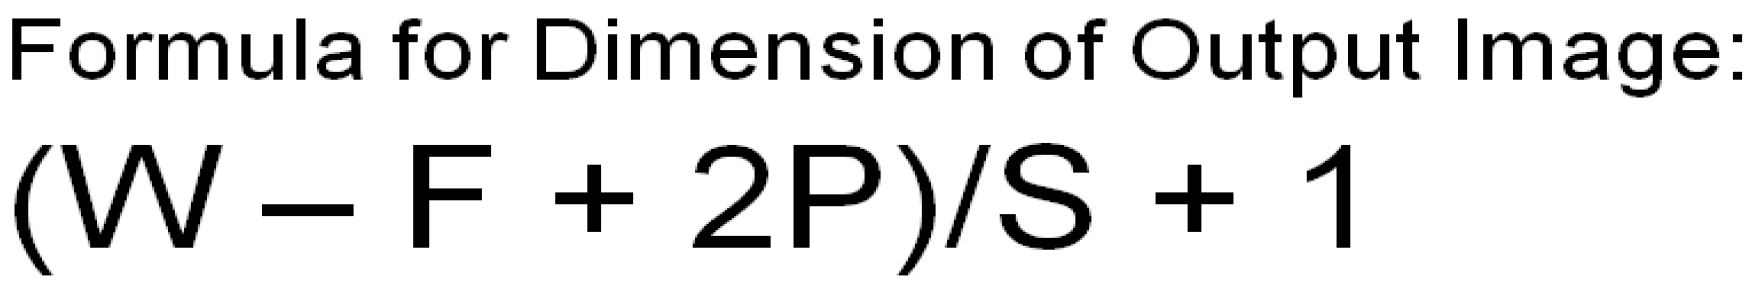 Formula for Dimension of Output Image:
(W – F + 2P)/S + 1